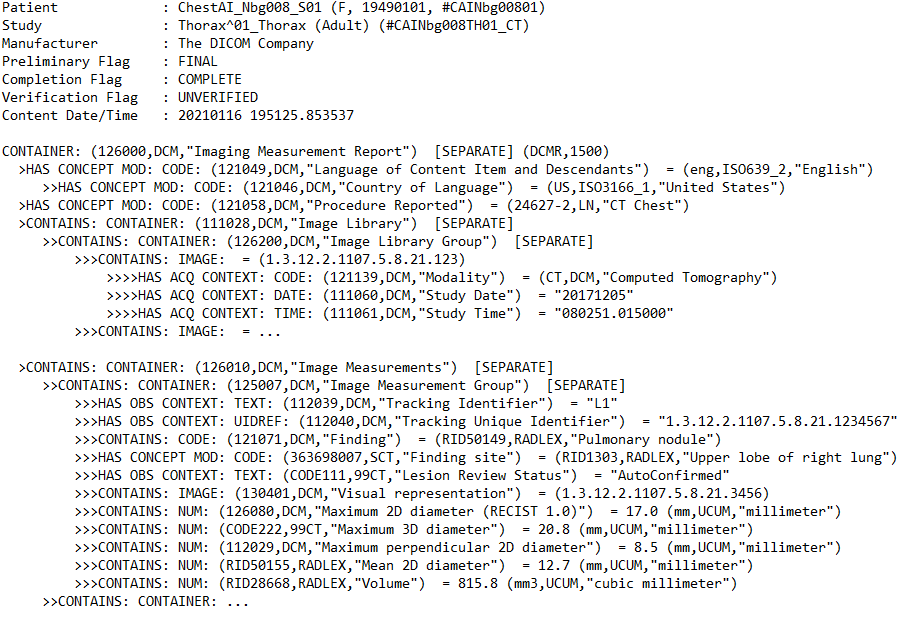 Patient             : ChestAI_Nbg008_S01 (F, 19490101, #CAINbg00801)
Study               : Thorax^01_Thorax (Adult) (#CAINbg008TH01_CT)
Manufacturer        : The DICOM Company
Preliminary Flag    : FINAL
Completion Flag     : COMPLETE
Verification Flag   : UNVERIFIED
Content Date/Time   : 20210116 195125.853537

CONTAINER: (126000,DCM,"Imaging Measurement Report")  [SEPARATE] (DCMR,1500)
  >HAS CONCEPT MOD: CODE: (121049,DCM,"Language of Content Item and Descendants")  = (eng,ISO639_2,"English")
     >>HAS CONCEPT MOD: CODE: (121046,DCM,"Country of Language")  = (US,ISO3166_1,"United States")
  >HAS CONCEPT MOD: CODE: (121058,DCM,"Procedure Reported")  = (24627-2,LN,"CT Chest")
  >CONTAINS: CONTAINER: (111028,DCM,"Image Library")  [SEPARATE]
     >>CONTAINS: CONTAINER: (126200,DCM,"Image Library Group")  [SEPARATE]
         >>>CONTAINS: IMAGE:  = (1.3.12.2.1107.5.8.21.123)
             >>>>HAS ACQ CONTEXT: CODE: (121139,DCM,"Modality")  = (CT,DCM,"Computed Tomography")
             >>>>HAS ACQ CONTEXT: DATE: (111060,DCM,"Study Date")  = "20171205"
             >>>>HAS ACQ CONTEXT: TIME: (111061,DCM,"Study Time")  = "080251.015000"
         >>>CONTAINS: IMAGE:  = ...

  >CONTAINS: CONTAINER: (126010,DCM,"Image Measurements")  [SEPARATE]
     >>CONTAINS: CONTAINER: (125007,DCM,"Image Measurement Group")  [SEPARATE]
         >>>HAS OBS CONTEXT: TEXT: (112039,DCM,"Tracking Identifier")  = "L1"
         >>>HAS OBS CONTEXT: UIDREF: (112040,DCM,"Tracking Unique Identifier")  = "1.3.12.2.1107.5.8.21.1234567"
         >>>CONTAINS: CODE: (121071,DCM,"Finding")  = (RID50149,RADLEX,"Pulmonary nodule")
         >>>HAS CONCEPT MOD: CODE: (363698007,SCT,"Finding site")  = (RID1303,RADLEX,"Upper lobe of right lung")
         >>>HAS OBS CONTEXT: TEXT: (CODE111,99CT,"Lesion Review Status")  = "AutoConfirmed"
         >>>CONTAINS: IMAGE: (130401,DCM,"Visual representation")  = (1.3.12.2.1107.5.8.21.3456)
         >>>CONTAINS: NUM: (126080,DCM,"Maximum 2D diameter (RECIST 1.0)")  = 17.0 (mm,UCUM,"millimeter")
         >>>CONTAINS: NUM: (CODE222,99CT,"Maximum 3D diameter")  = 20.8 (mm,UCUM,"millimeter")
         >>>CONTAINS: NUM: (112029,DCM,"Maximum perpendicular 2D diameter")  = 8.5 (mm,UCUM,"millimeter")
         >>>CONTAINS: NUM: (RID50155,RADLEX,"Mean 2D diameter")  = 12.7 (mm,UCUM,"millimeter")
         >>>CONTAINS: NUM: (RID28668,RADLEX,"Volume")  = 815.8 (mm3,UCUM,"cubic millimeter")
     >>CONTAINS: CONTAINER: ...